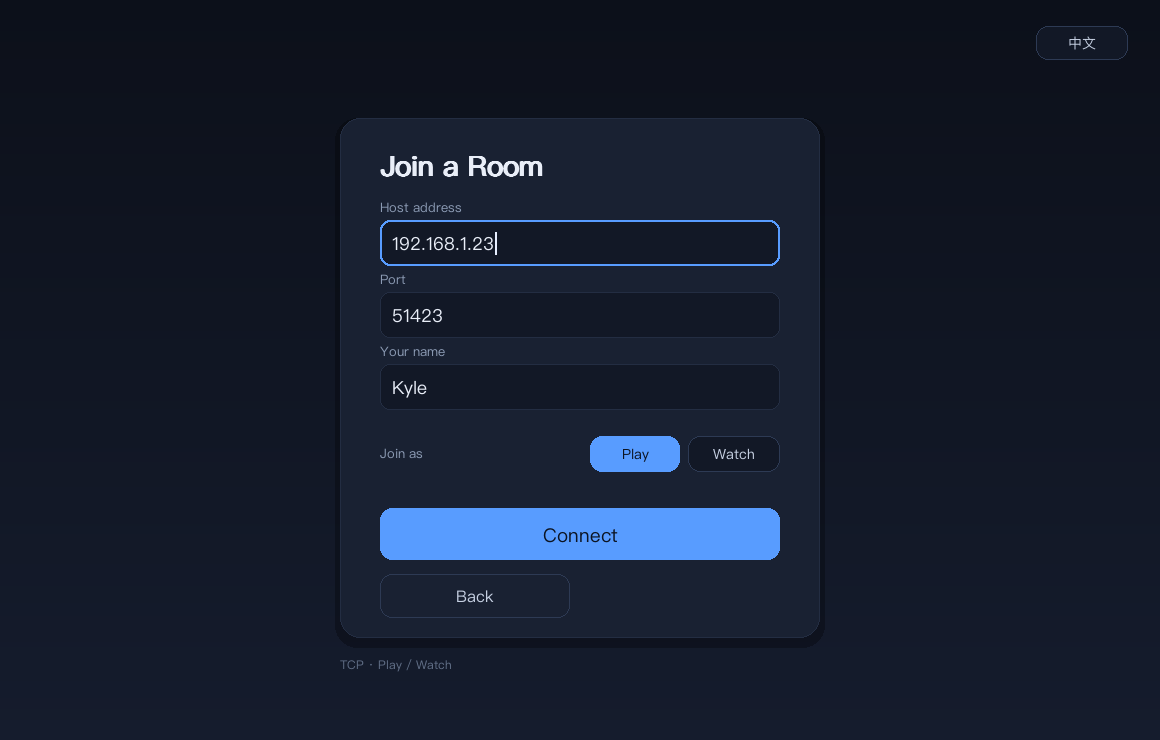 中文
Join a Room
Host address
192.168.1.23
Port
51423
Your name
Kyle
Join as
Play
Watch
Connect
Back
TCP · Play / Watch